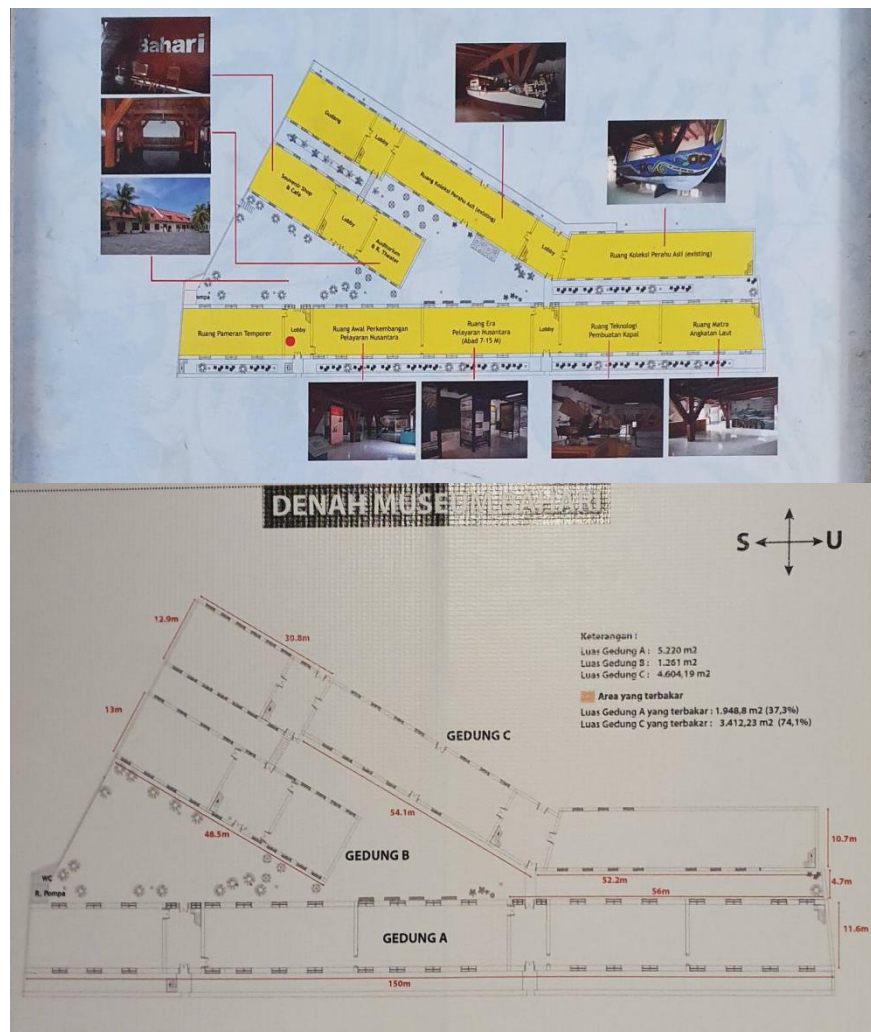 Bahari
Gudang
Lobby
Ruang Koleksi Perahu Asli (existing)
Souvenir Shop
& Cafe
Lobby
Auditorium
& R. Theater
Lobby
Ruang Koleksi Perahu Asli (existing)
Ruang Pameran Temporer
Lobby
Ruang Awal Perkembangan
Pelayaran Nusantara
Ruang Era
Pelayaran Nusantara
(Abad 7-15 M)
Lobby
Ruang Teknologi
Pembuatan Kapal
Ruang Matra
Angkatan Laut
DENAH MUSEUM BAHARI
S U
12.9m
30.8m
Keterangan :
Luas Gedung A : 5.220 m2
Luas Gedung B : 1.261 m2
Luas Gedung C : 4.604,19 m2
Area yang terbakar
Luas Gedung A yang terbakar : 1.948,8 m2 (37,3%)
Luas Gedung C yang terbakar : 3.412,23 m2 (74,1%)
13m
GEDUNG C
54.1m
48.5m
GEDUNG B
10.7m
52.2m
4.7m
56m
WC
R. Pompa
GEDUNG A
11.6m
150m